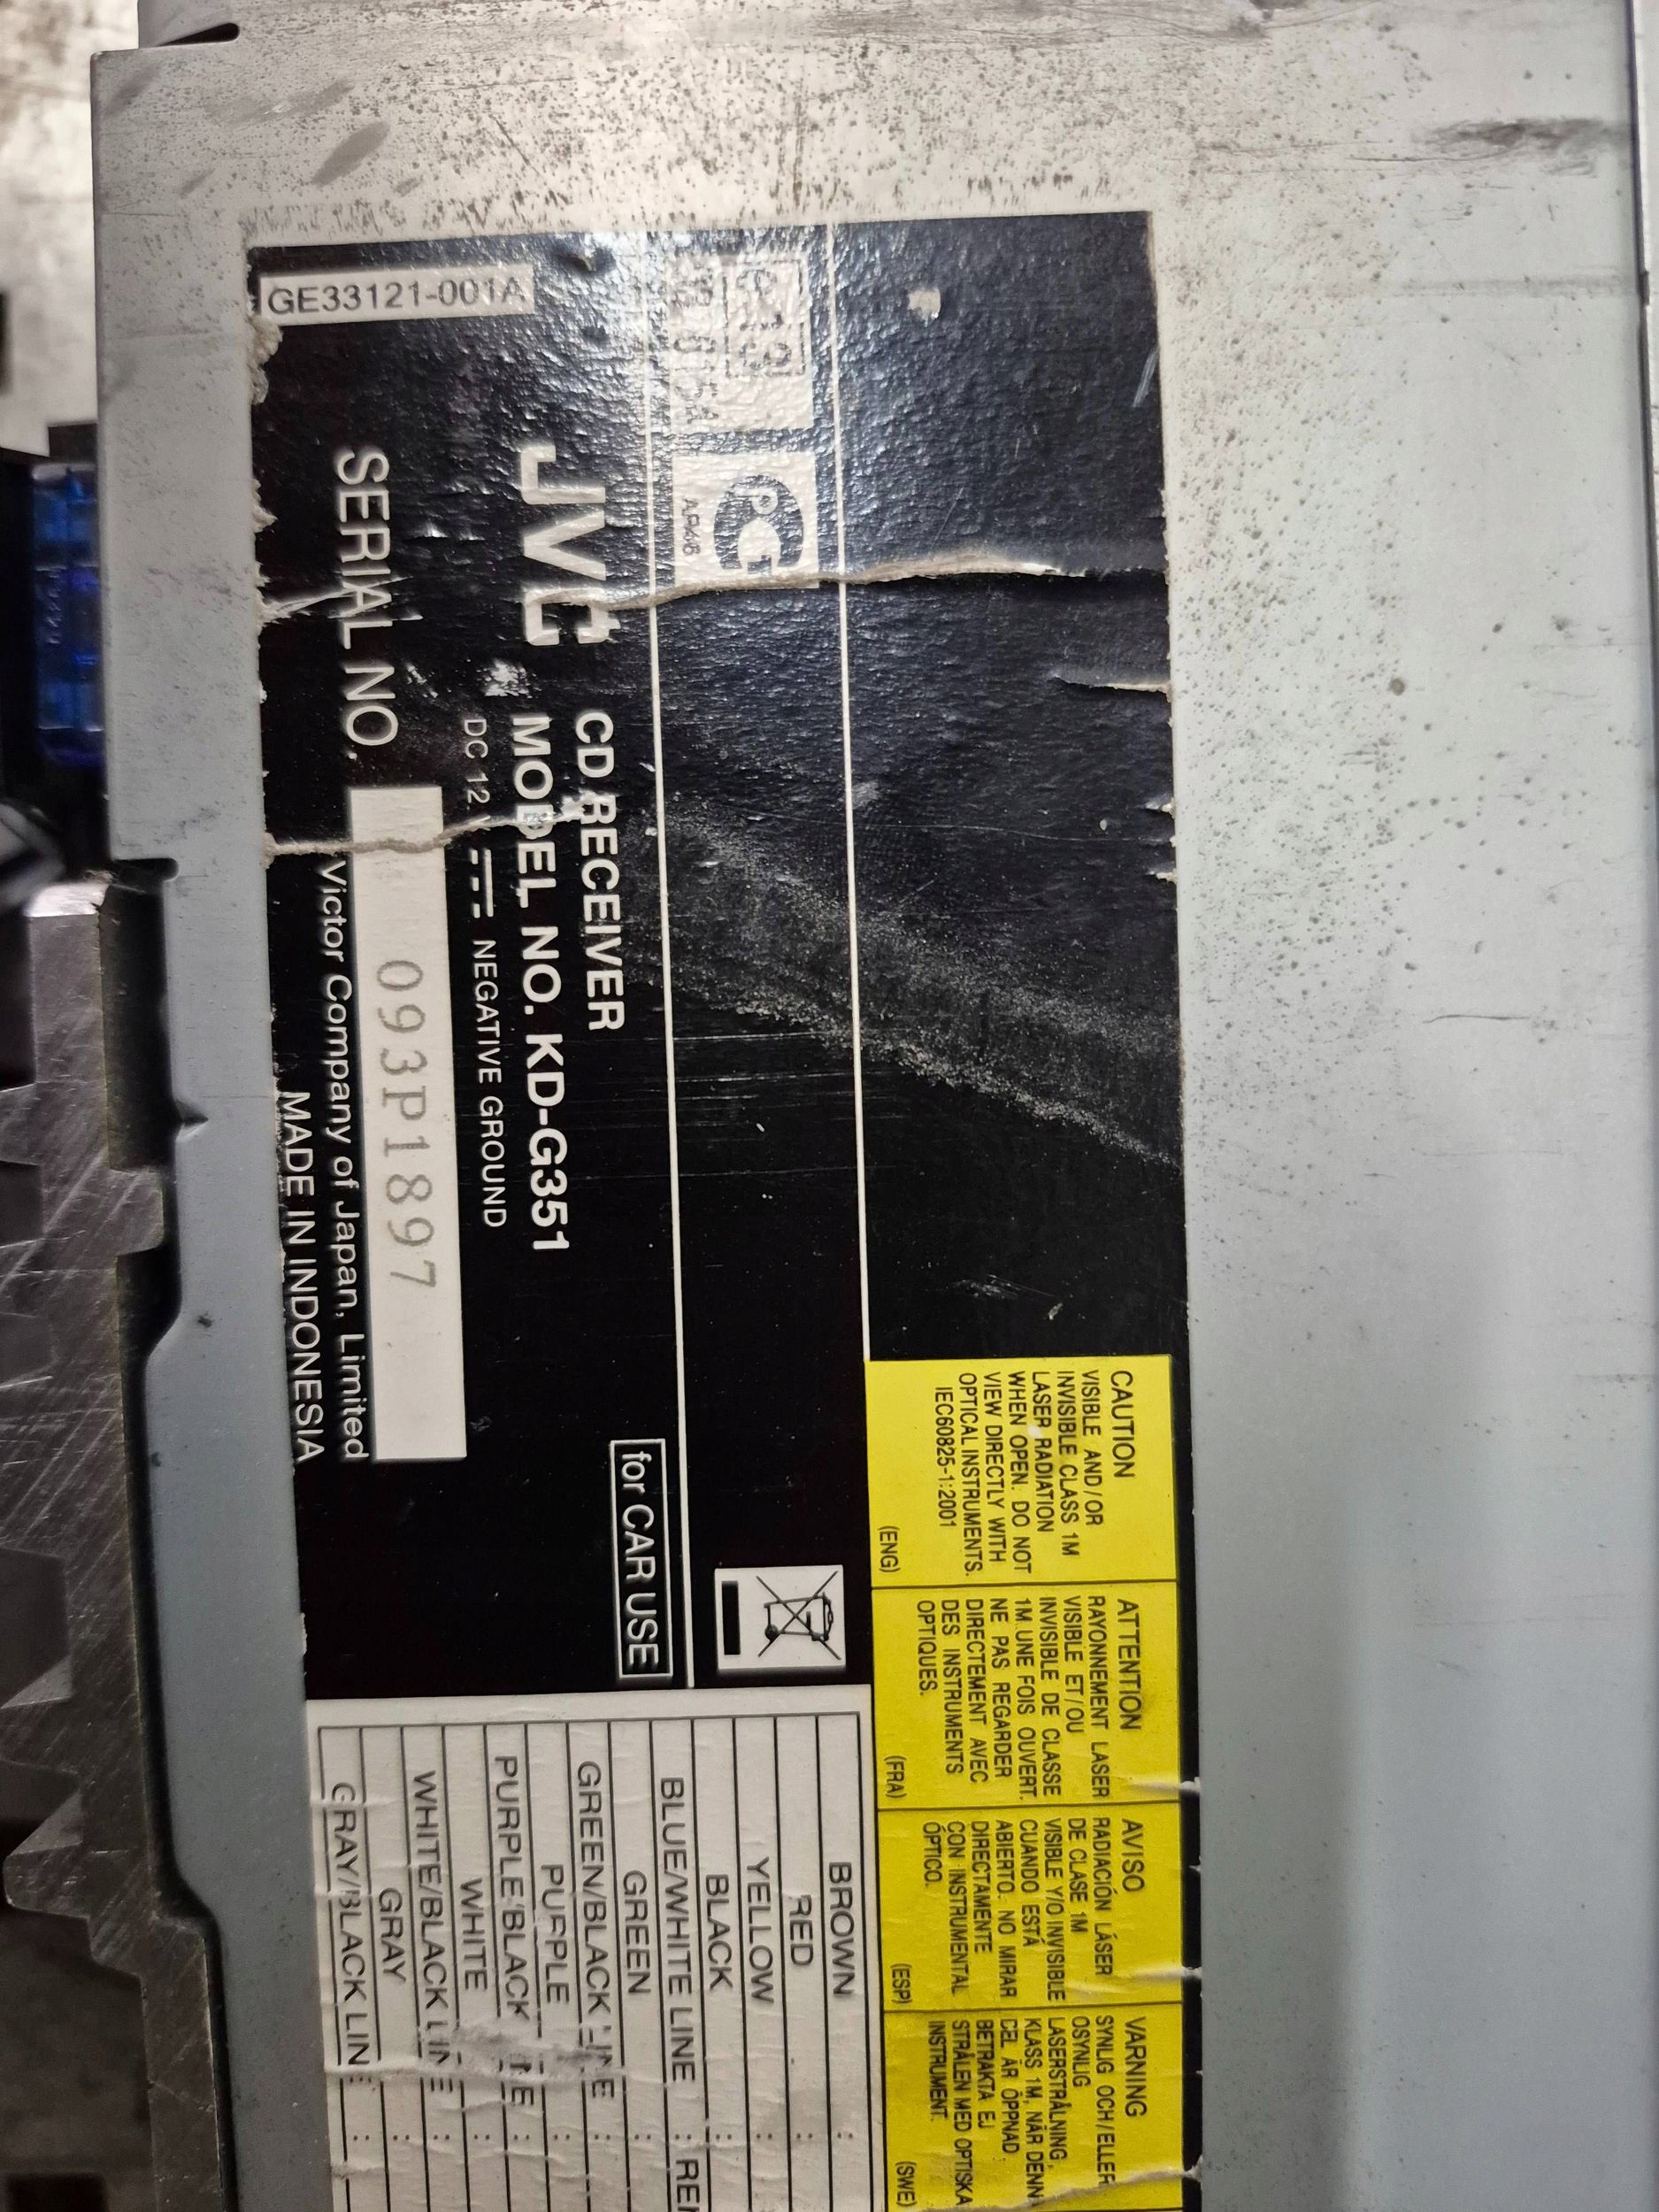 GE33121-001A
JVC
CD RECEIVER
MODEL NO. KD-G351
DC 12 V NEGATIVE GROUND
SERIAL NO.
093P1897
Victor Company of Japan, Limited
MADE IN INDONESIA
for CAR USE
CAUTION
VISIBLE AND/OR
INVISIBLE CLASS 1M
LASER RADIATION
WHEN OPEN. DO NOT
VIEW DIRECTLY WITH
OPTICAL INSTRUMENTS.
IEC60825-1:2001
(ENG)
ATTENTION
RAYONNEMENT LASER
VISIBLE ET/OU
INVISIBLE DE CLASSE
1M UNE FOIS OUVERT.
NE PAS REGARDER
DIRECTEMENT AVEC
DES INSTRUMENTS
OPTIQUES.
(FRA)
AVISO
RADIACIÓN LÁSER
DE CLASE 1M
VISIBLE Y/O INVISIBLE
CUANDO ESTÁ
ABIERTO. NO MIRAR
DIRECTAMENTE
CON INSTRUMENTAL
ÓPTICO.
(ESP)
VARNING
SYNLIG OCH/ELLER
OSYNLIG
LASERSTRÅLNING,
KLASS 1M, NÄR DENNA
DEL ÄR ÖPPNAD
BETRAKTA EJ
STRÅLEN MED OPTISKA
INSTRUMENT.
(SWE)
BROWN :
RED :
YELLOW :
BLACK :
BLUE/WHITE LINE :
GREEN :
GREEN/BLACK LINE :
PURPLE :
PURPLE/BLACK LINE :
WHITE :
WHITE/BLACK LINE :
GRAY :
GRAY/BLACK LINE :